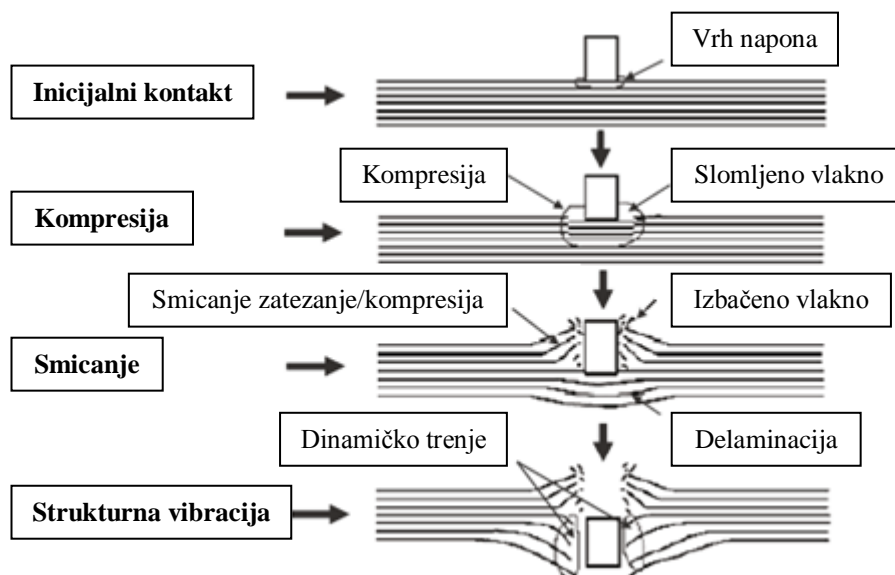 Vrh napona
Inicijalni kontakt
Kompresija
Slomljeno vlakno
Kompresija
Smicanje zatezanje/kompresija
Izbačeno vlakno
Smicanje
Dinamičko trenje
Delaminacija
Strukturna vibracija